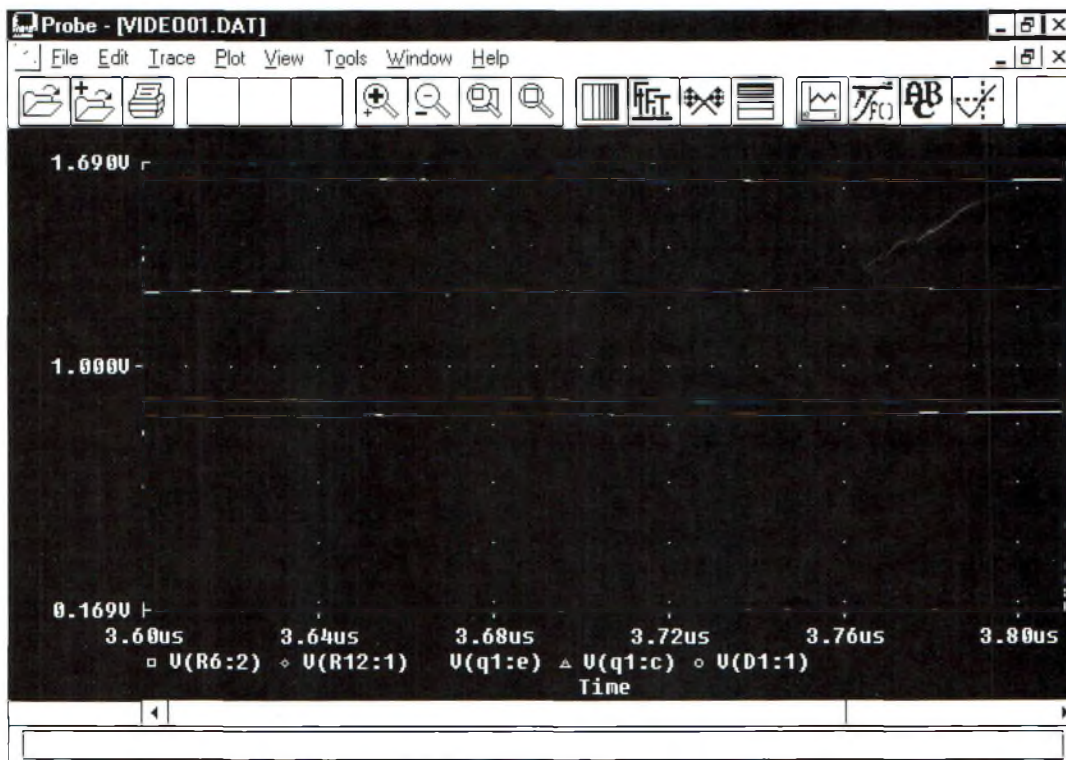 Probe - [VIDEO01.DAT]
File Edit Trace Plot View Tools Window Help
FFT F() ABC
1.690V
1.000V
0.169V
3.60us 3.64us 3.68us 3.72us 3.76us 3.80us
V(R6:2) V(R12:1) V(q1:e) V(q1:c) V(D1:1)
Time